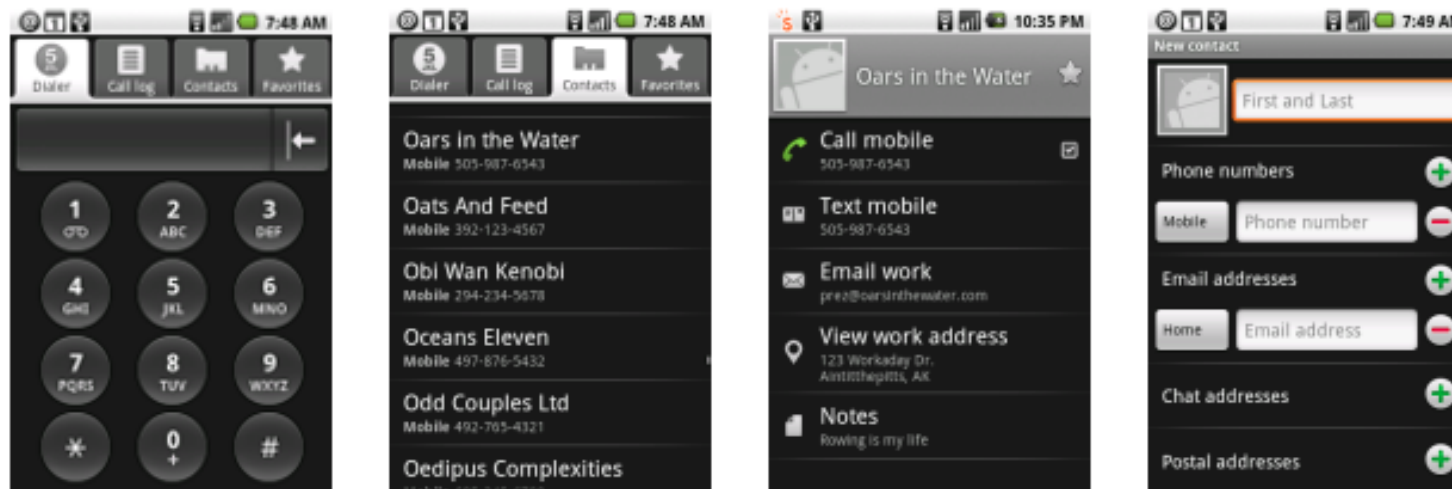 7:48 AM
Dialer
Call log
Contacts
Favorites
1
2
ABC
3
DEF
4
GHI
5
JKL
6
MNO
7
PQRS
8
TUV
9
WXYZ
*
0
+
#
7:48 AM
Dialer
Call log
Contacts
Favorites
Oars in the Water
Mobile 505-987-6543
Oats And Feed
Mobile 392-123-4567
Obi Wan Kenobi
Mobile 294-234-5678
Oceans Eleven
Mobile 497-876-5432
Odd Couples Ltd
Mobile 492-765-4321
Oedipus Complexities
10:35 PM
Oars in the Water
Call mobile
505-987-6543
Text mobile
505-987-6543
Email work
prez@oarsinthewater.com
View work address
123 Workaday Dr.
Aintitthepitts, AK
Notes
Rowing is my life
7:49 AM
New contact
First and Last
Phone numbers
Mobile
Phone number
Email addresses
Home
Email address
Chat addresses
Postal addresses